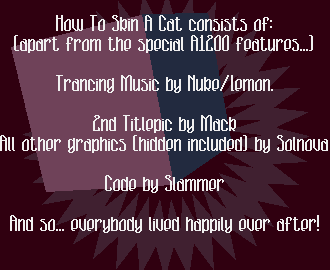 How To Skin A Cat consists of:
(apart from the special A1200 features...)
Trancing Music by Nuke/lemon.
2nd Titlepic by Mack
All other graphics (hidden included) by Solnova
Code by Slammer
And so... everybody lived happily ever after!